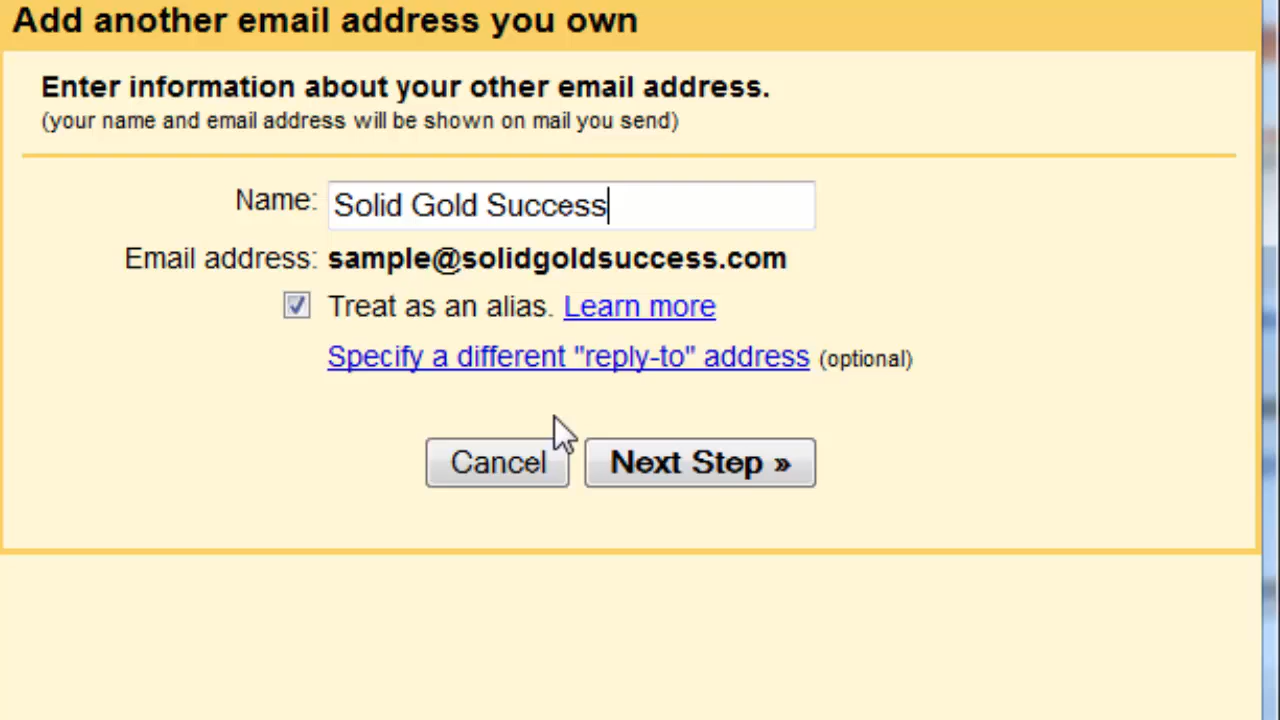 Add another email address you own
Enter information about your other email address.
(your name and email address will be shown on mail you send)
Name: Solid Gold Success
Email address: sample@solidgoldsuccess.com
Treat as an alias. Learn more
Specify a different "reply-to" address (optional)
Cancel Next Step »